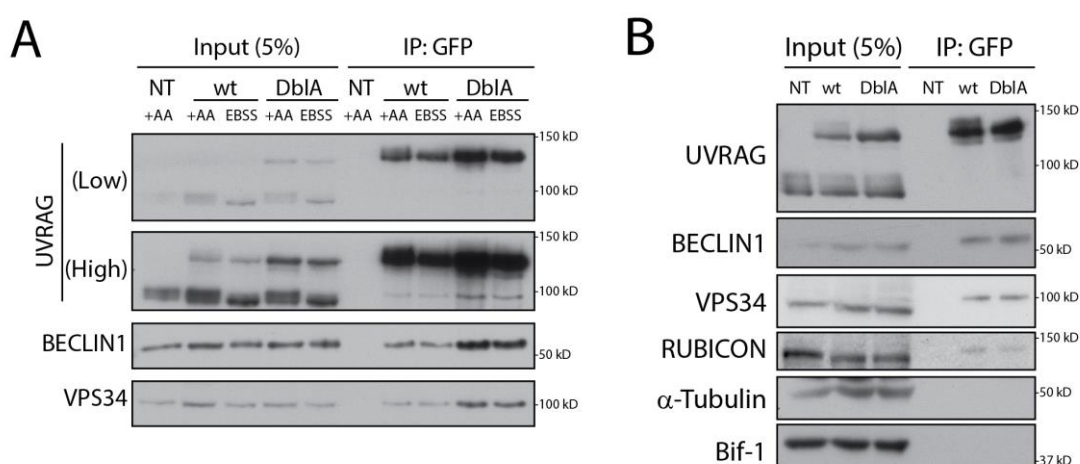 A
Input (5%) IP: GFP
NT wt DblA NT wt DblA
+AA +AA EBSS +AA EBSS +AA +AA EBSS +AA EBSS
UVRAG
(Low)
150 kD
100 kD
(High)
150 kD
100 kD
BECLIN1
50 kD
VPS34
100 kD
B
Input (5%) IP: GFP
NT wt DblA NT wt DblA
UVRAG
150 kD
100 kD
BECLIN1
50 kD
VPS34
100 kD
RUBICON
150 kD
α-Tubulin
50 kD
Bif-1
37 kD